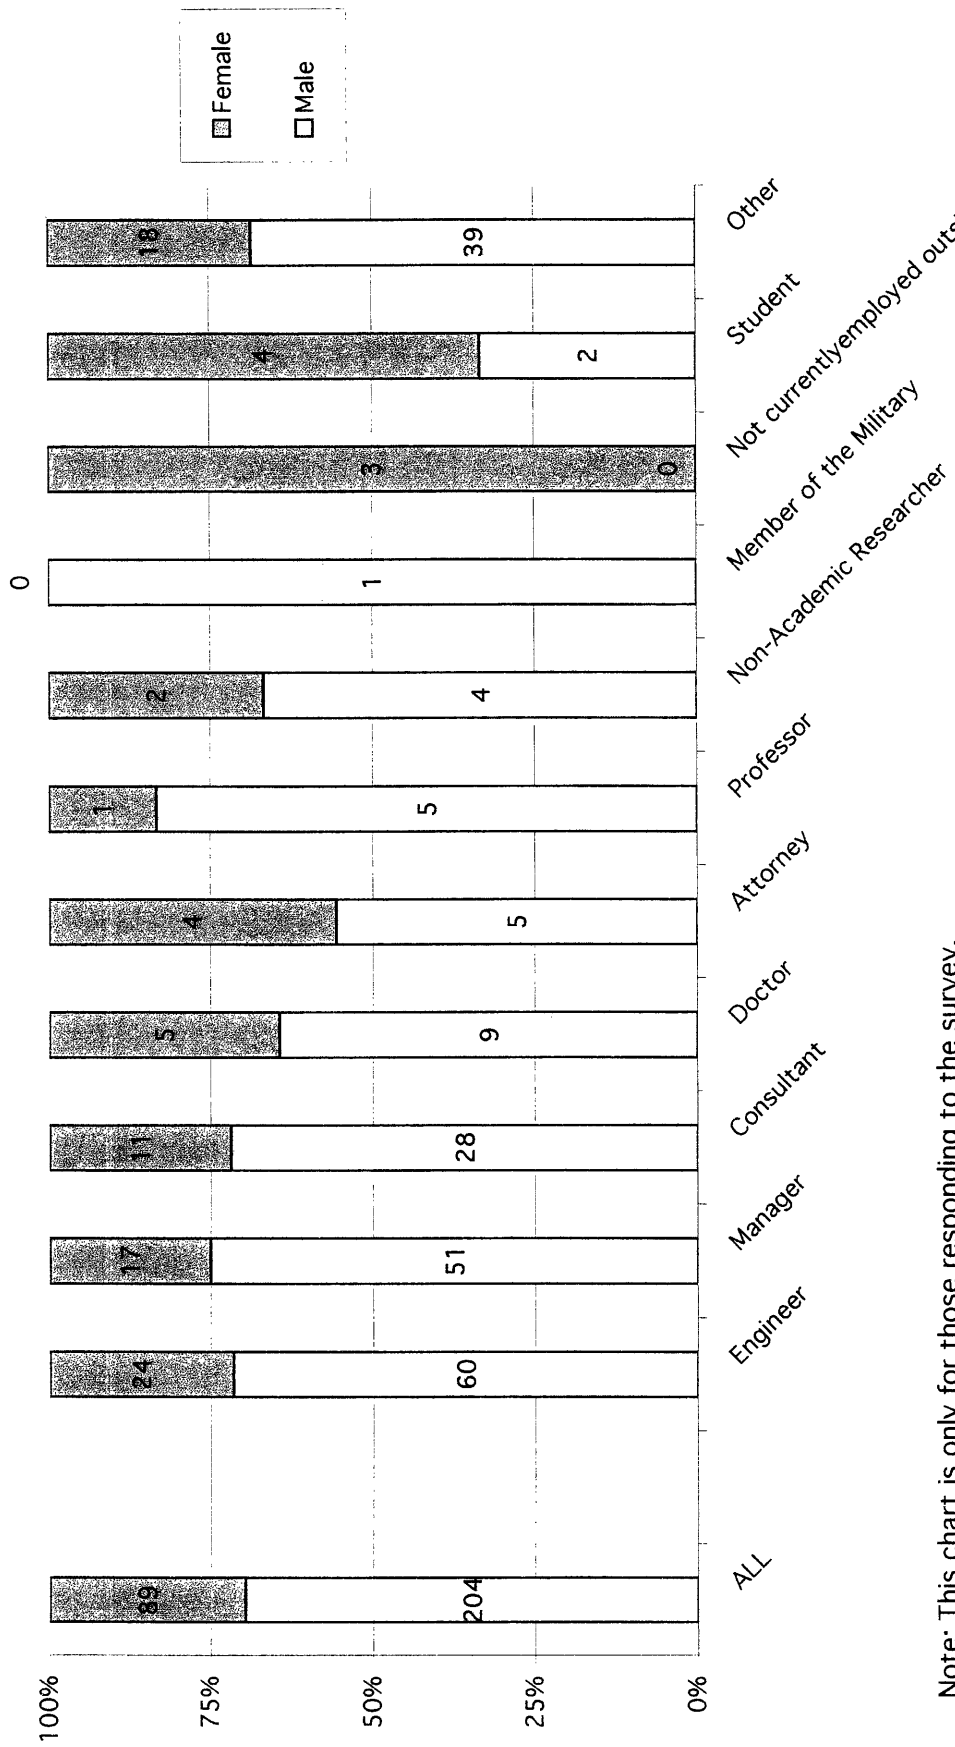 Female
Male
100%
75%
50%
25%
0%
89
204
24
60
17
51
11
28
5
9
4
5
1
5
2
4
0
1
3
0
4
2
18
39
ALL
Engineer
Manager
Consultant
Doctor
Attorney
Professor
Non-Academic Researcher
Member of the Military
Not currentlyemployed outs
Student
Other
Note: This chart is only for those responding to the survey.